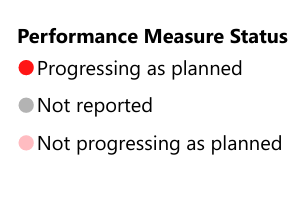 Performance Measure Status
Progressing as planned
Not reported
Not progressing as planned